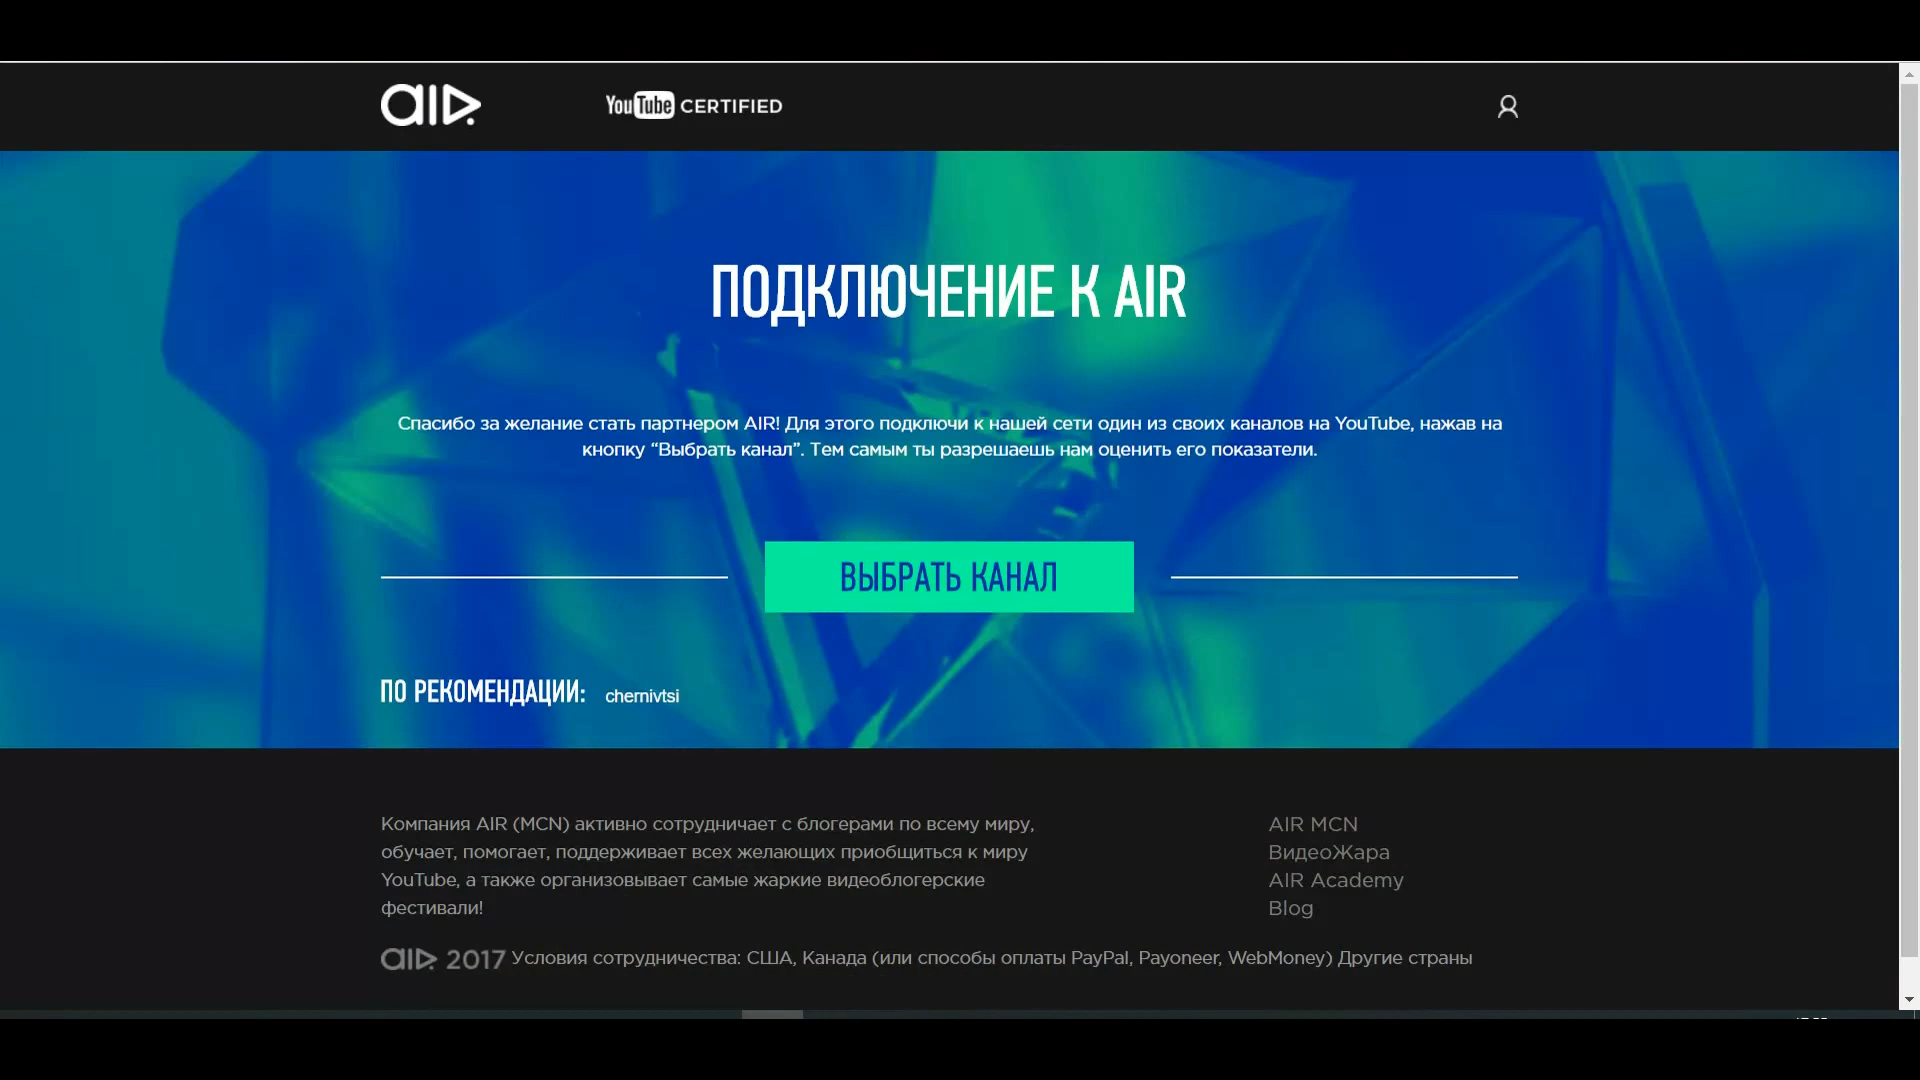 aır.
YouTube CERTIFIED
ПОДКЛЮЧЕНИЕ К AIR
Спасибо за желание стать партнером AIR! Для этого подключи к нашей сети один из своих каналов на YouTube, нажав на
кнопку “Выбрать канал”. Тем самым ты разрешаешь нам оценить его показатели.
ВЫБРАТЬ КАНАЛ
ПО РЕКОМЕНДАЦИИ: chernivtsi
Компания AIR (MCN) активно сотрудничает с блогерами по всему миру,
обучает, помогает, поддерживает всех желающих приобщиться к миру
YouTube, а также организовывает самые жаркие видеоблогерские
фестивали!
AIR MCN
ВидеоЖара
AIR Academy
Blog
aır. 2017 Условия сотрудничества: США, Канада (или способы оплаты PayPal, Payoneer, WebMoney) Другие страны